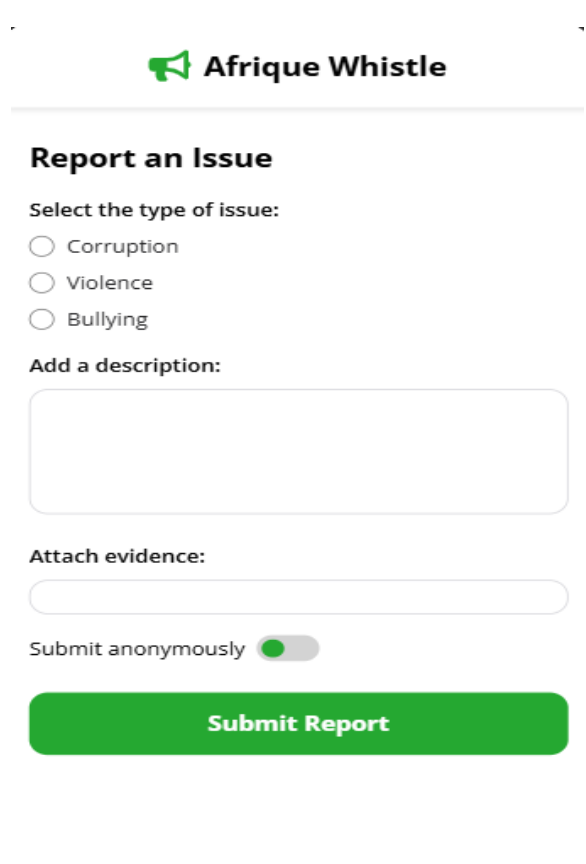 Afrique Whistle
Report an Issue
Select the type of issue:
Corruption
Violence
Bullying
Add a description:
Attach evidence:
Submit anonymously
Submit Report